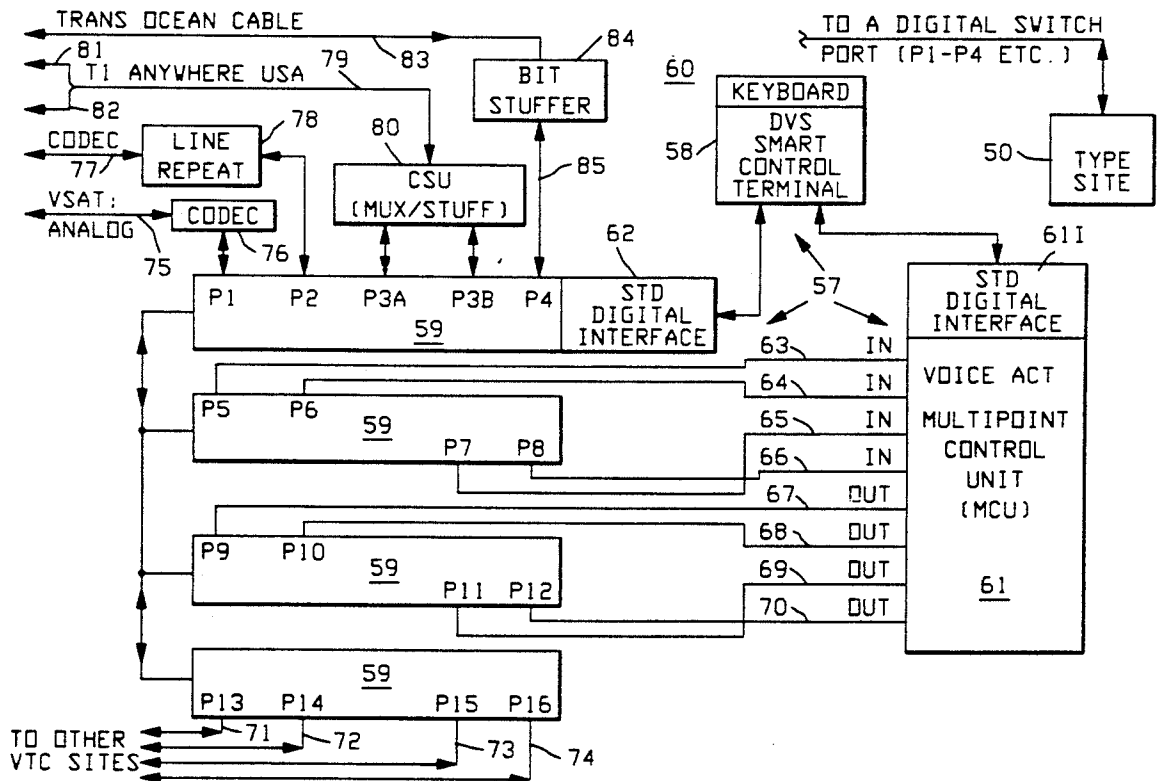 TRANS OCEAN CABLE
83
84
81
T1 ANYWHERE USA
79
82
BIT
STUFFER
60
TO A DIGITAL SWITCH
PORT (P1-P4 ETC.)
KEYBOARD
DVS
SMART
CONTROL
TERMINAL
58
50
TYPE
SITE
CODEC
77
LINE
REPEAT
78
80
CSU
(MUX/STUFF)
85
VSAT:
ANALOG
75
CODEC
76
62
61I
57
P1
P2
P3A
P3B
P4
59
STD
DIGITAL
INTERFACE
STD
DIGITAL
INTERFACE
63
IN
64
IN
65
IN
66
IN
67
OUT
68
OUT
69
OUT
70
OUT
VOICE ACT
MULTIPOINT
CONTROL
UNIT
(MCU)
61
P5
P6
59
P7
P8
P9
P10
59
P11
P12
59
P13
P14
P15
P16
71
72
73
74
TO OTHER
VTC SITES